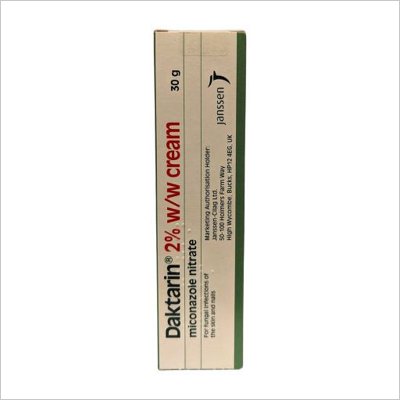 Daktarin® 2% w/w cream
30 g
miconazole nitrate
For fungal infections of
the skin and nails
Marketing Authorisation Holder:
Janssen-Cilag Ltd.
50-100 Holmers Farm Way
High Wycombe, Bucks, HP12 4EG, UK
janssen